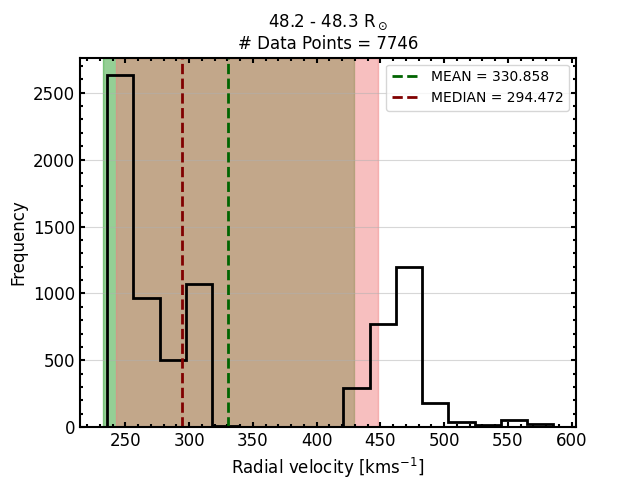 48.2 - 48.3 R⊙
# Data Points = 7746
MEAN = 330.858
MEDIAN = 294.472
Frequency
2500
2000
1500
1000
500
0
250 300 350 400 450 500 550 600
Radial velocity [kms⁻¹]